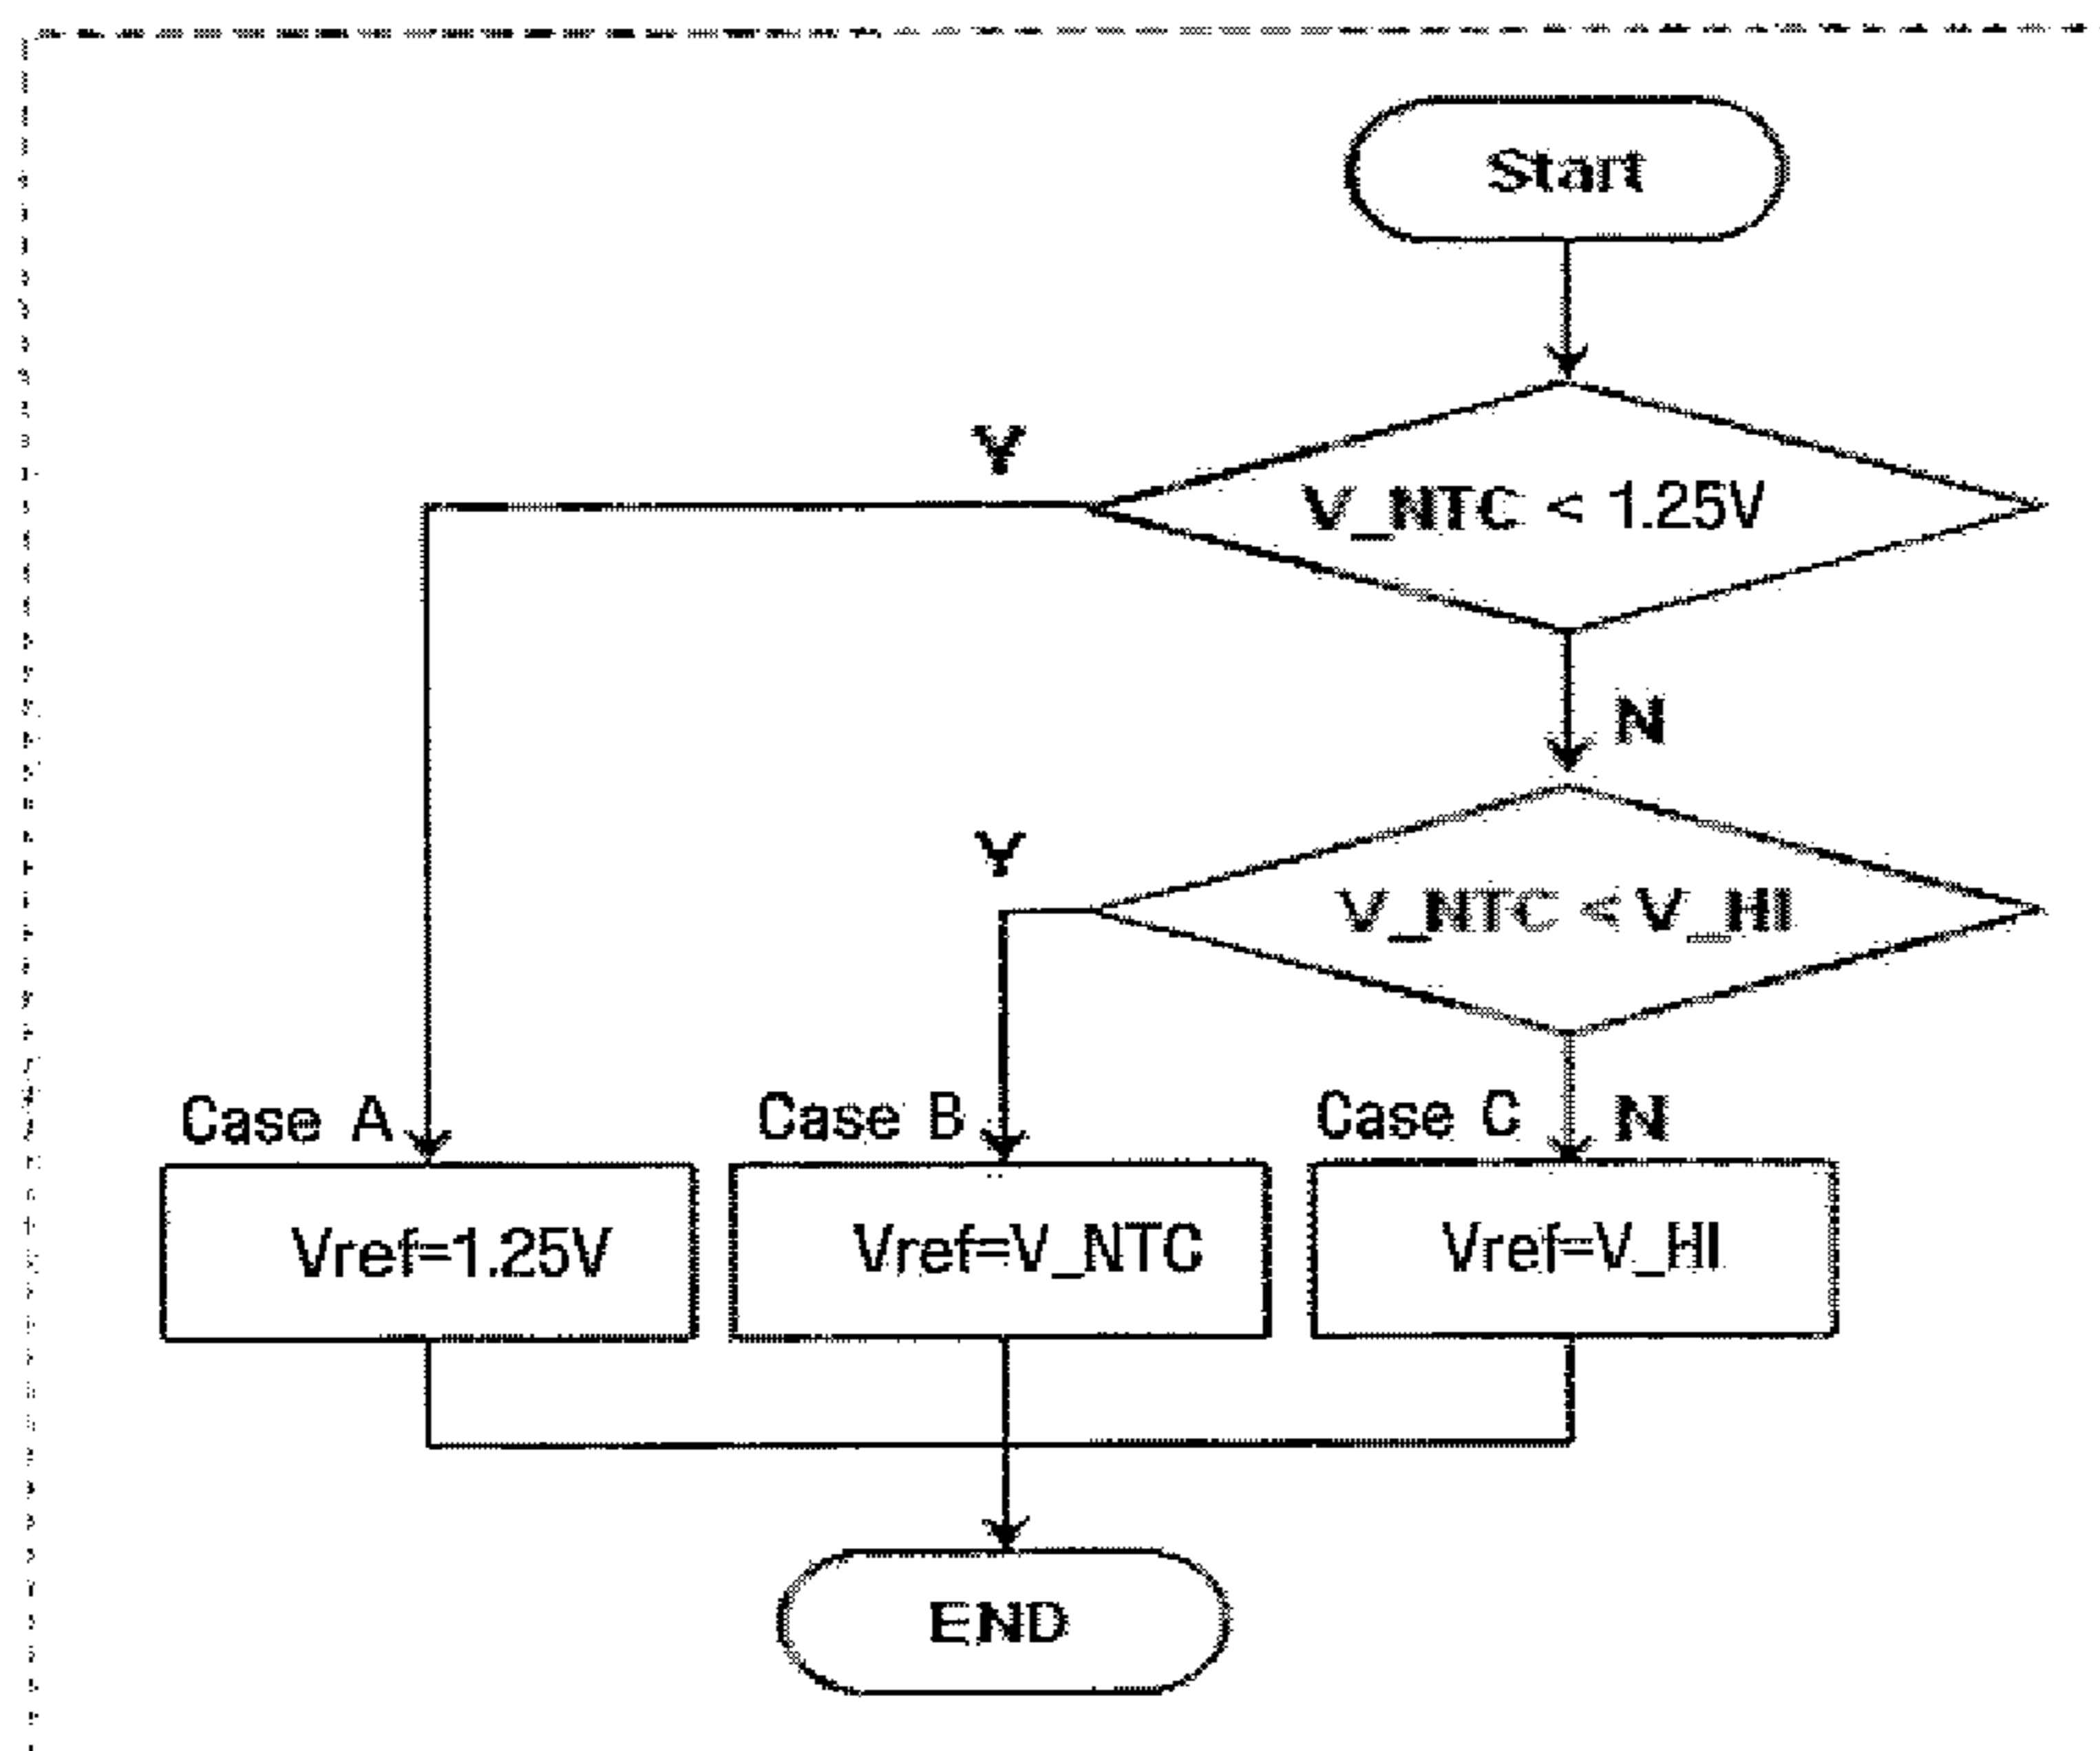 Start
Y
V_NTC < 1.25V
N
Y
V_NTC < V_HI
Case A
Case B
Case C
N
Vref=1.25V
Vref=V_NTC
Vref=V_HI
END